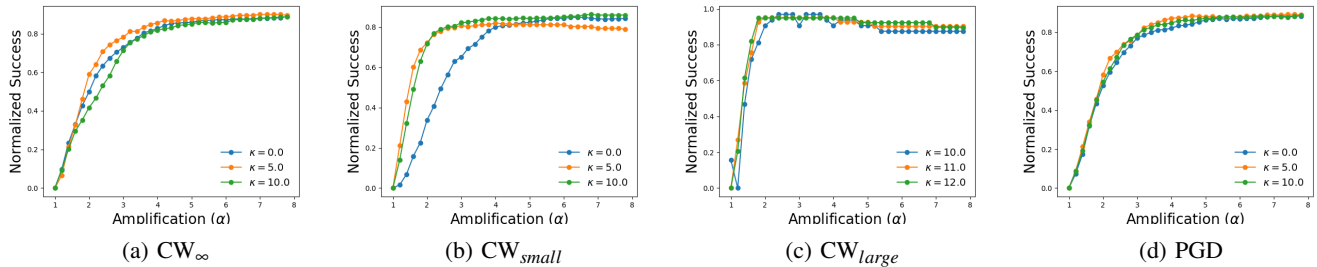 Normalized Success
0.8
0.6
0.4
0.2
0.0
1 2 3 4 5 6 7 8
Amplification (α)
κ = 0.0
κ = 5.0
κ = 10.0
(a) CW∞
Normalized Success
0.8
0.6
0.4
0.2
0.0
1 2 3 4 5 6 7 8
Amplification (α)
κ = 0.0
κ = 5.0
κ = 10.0
(b) CWsmall
Normalized Success
1.0
0.8
0.6
0.4
0.2
0.0
1 2 3 4 5 6 7 8
Amplification (α)
κ = 10.0
κ = 11.0
κ = 12.0
(c) CWlarge
Normalized Success
0.8
0.6
0.4
0.2
0.0
1 2 3 4 5 6 7 8
Amplification (α)
κ = 0.0
κ = 5.0
κ = 10.0
(d) PGD